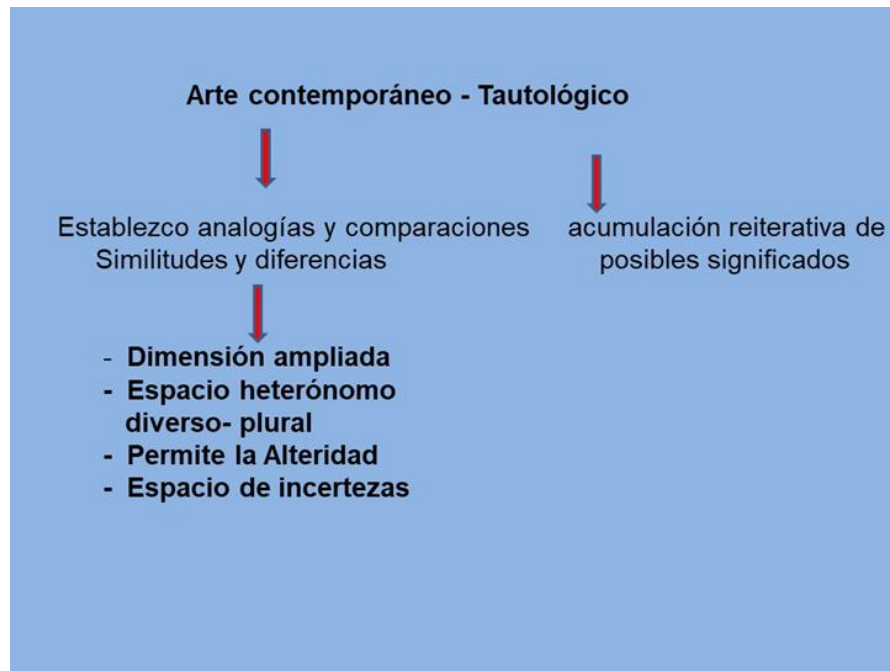 Arte contemporáneo - Tautológico
Establezco analogías y comparaciones
Similitudes y diferencias
acumulación reiterativa de
posibles significados
- Dimensión ampliada
- Espacio heterónomo
diverso- plural
- Permite la Alteridad
- Espacio de incertezas